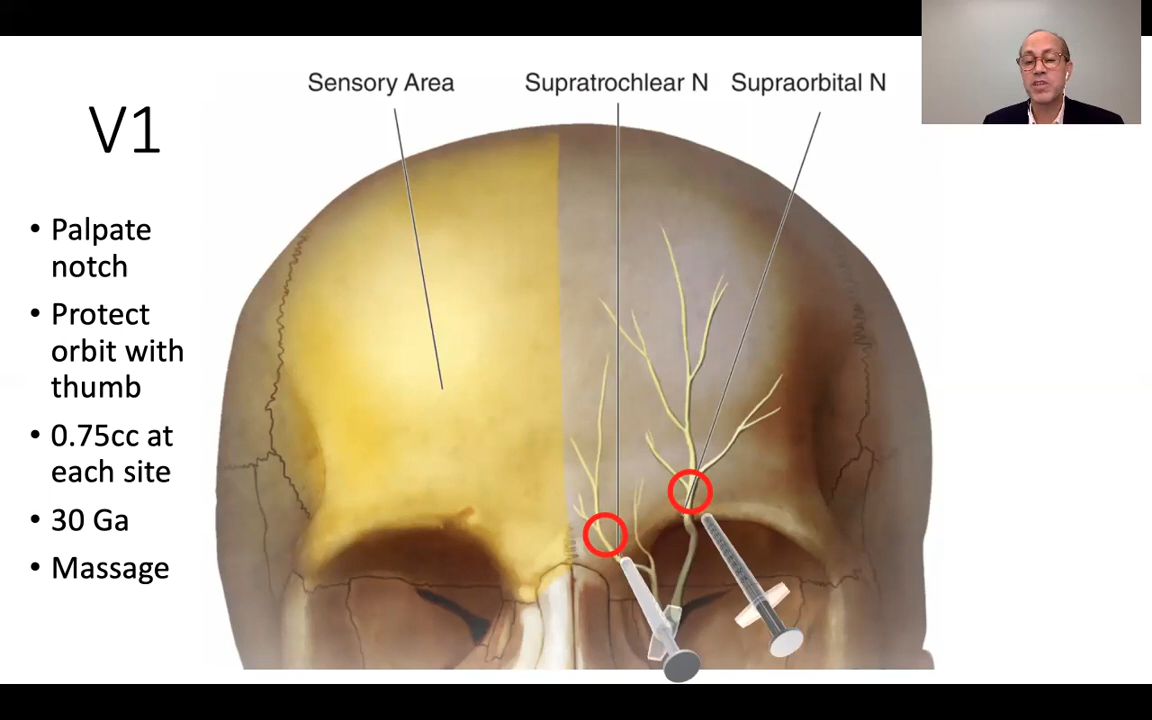 Sensory Area
Supratrochlear N
Supraorbital N
V1
• Palpate
notch
• Protect
orbit with
thumb
• 0.75cc at
each site
• 30 Ga
• Massage